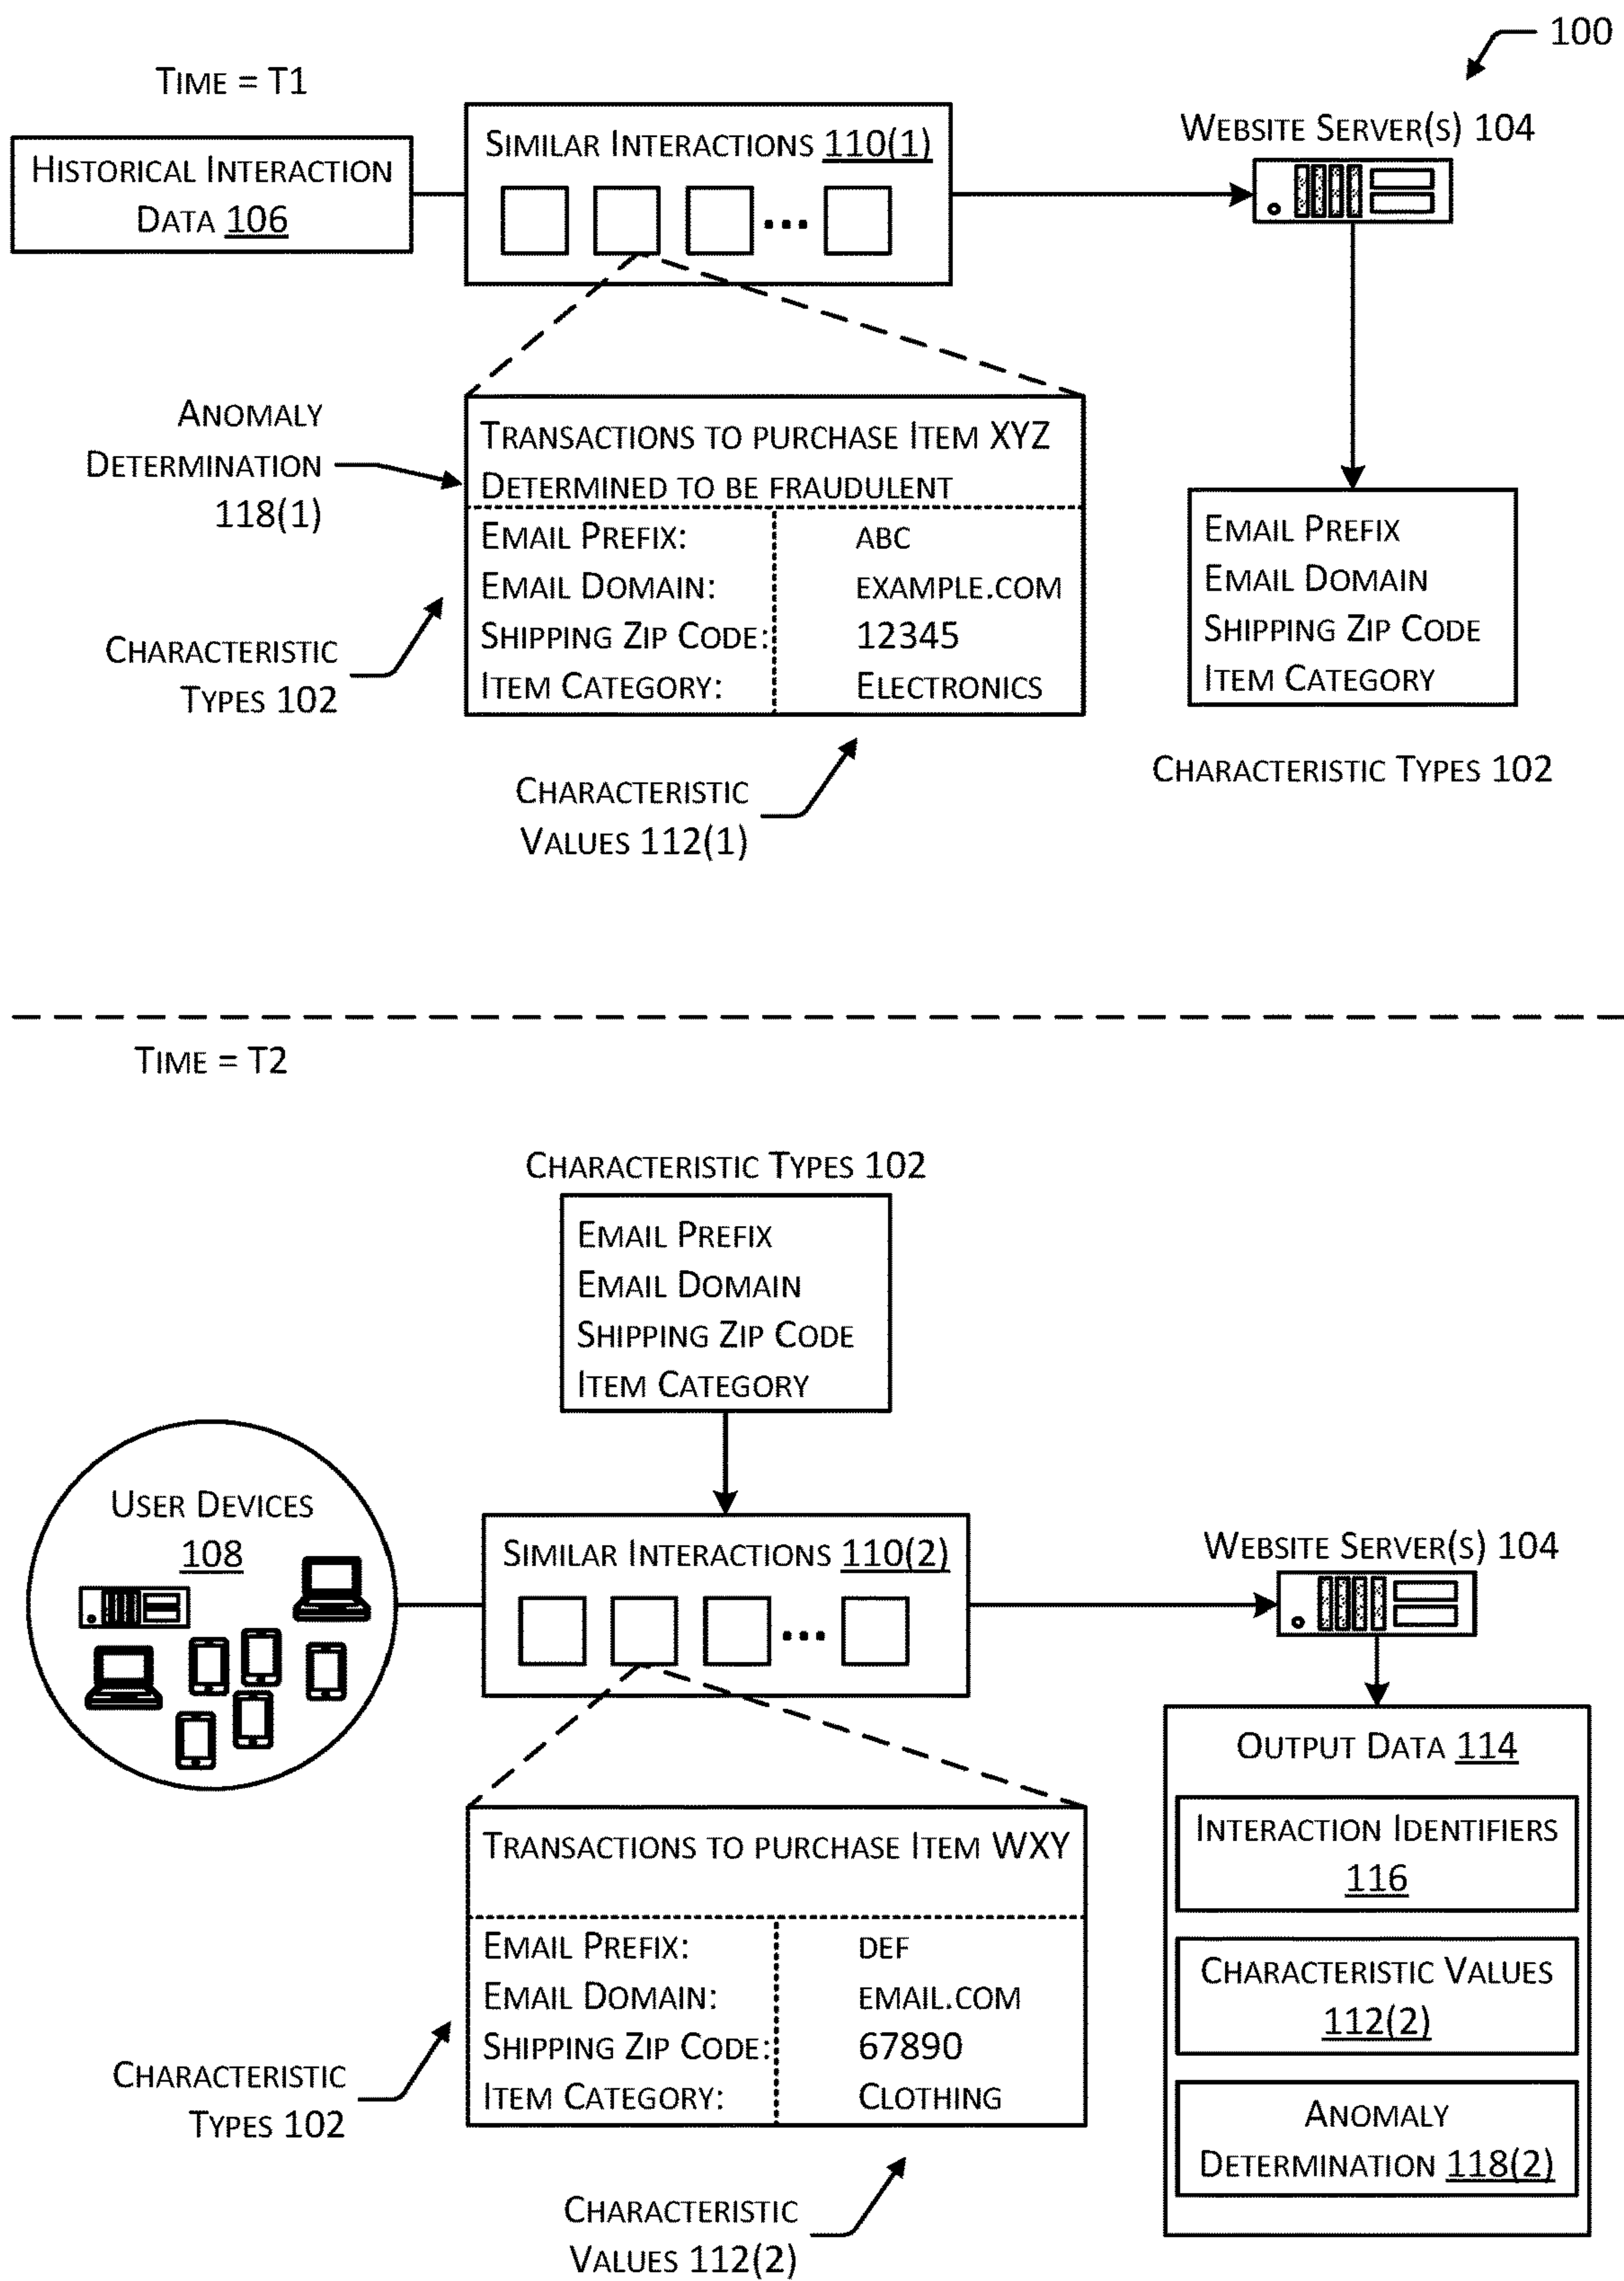 100
TIME = T1
HISTORICAL INTERACTION
DATA 106
SIMILAR INTERACTIONS 110(1)
...
WEBSITE SERVER(S) 104
ANOMALY
DETERMINATION
118(1)
TRANSACTIONS TO PURCHASE ITEM XYZ
DETERMINED TO BE FRAUDULENT
EMAIL PREFIX: ABC
EMAIL DOMAIN: EXAMPLE.COM
SHIPPING ZIP CODE: 12345
ITEM CATEGORY: ELECTRONICS
CHARACTERISTIC
TYPES 102
CHARACTERISTIC
VALUES 112(1)
EMAIL PREFIX
EMAIL DOMAIN
SHIPPING ZIP CODE
ITEM CATEGORY
CHARACTERISTIC TYPES 102
TIME = T2
CHARACTERISTIC TYPES 102
EMAIL PREFIX
EMAIL DOMAIN
SHIPPING ZIP CODE
ITEM CATEGORY
USER DEVICES
108
SIMILAR INTERACTIONS 110(2)
...
WEBSITE SERVER(S) 104
TRANSACTIONS TO PURCHASE ITEM WXY
EMAIL PREFIX: DEF
EMAIL DOMAIN: EMAIL.COM
SHIPPING ZIP CODE: 67890
ITEM CATEGORY: CLOTHING
CHARACTERISTIC
TYPES 102
CHARACTERISTIC
VALUES 112(2)
OUTPUT DATA 114
INTERACTION IDENTIFIERS
116
CHARACTERISTIC VALUES
112(2)
ANOMALY
DETERMINATION 118(2)